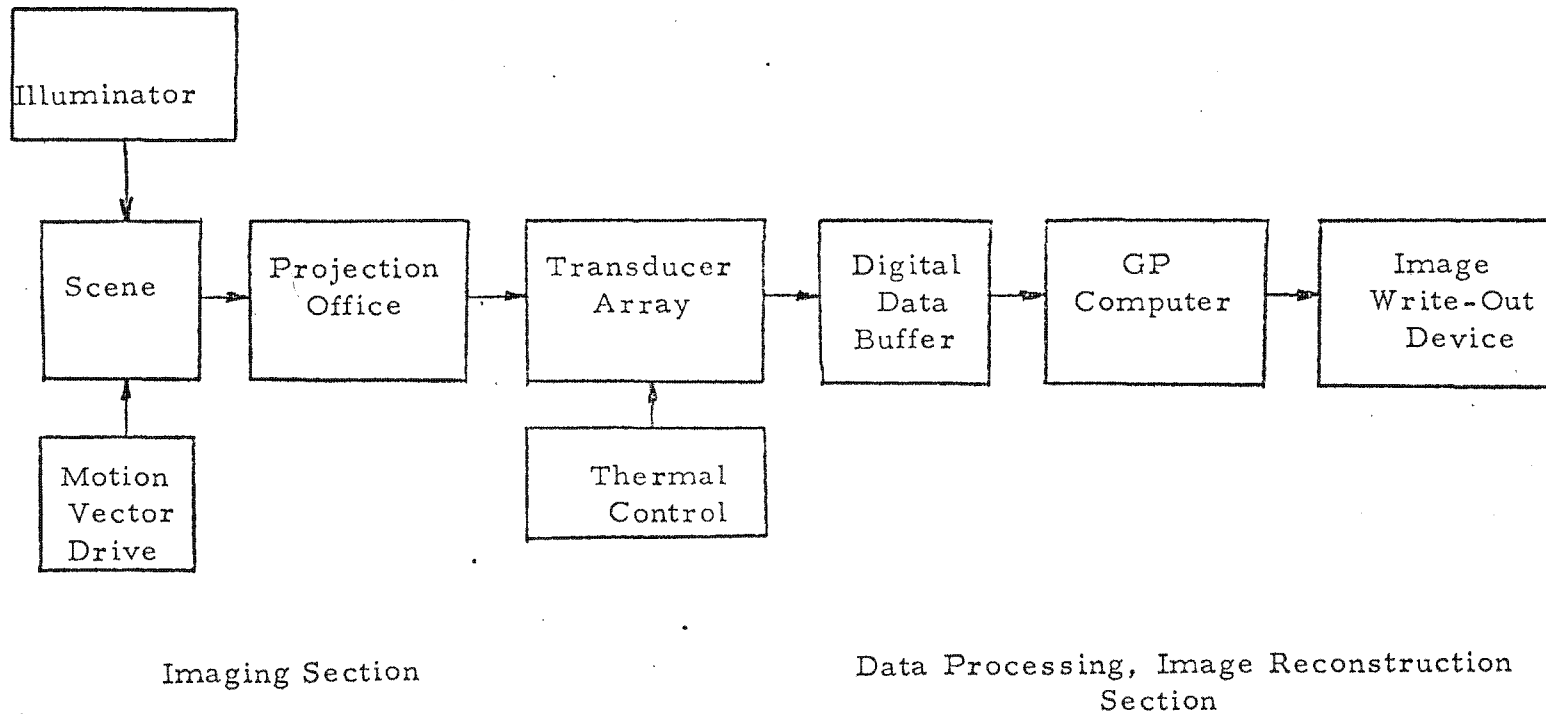 Illuminator
Scene
Projection
Office
Transducer
Array
Digital
Data
Buffer
GP
Computer
Image
Write-Out
Device
Motion
Vector
Drive
Thermal
Control
Imaging Section
Data Processing, Image Reconstruction
Section